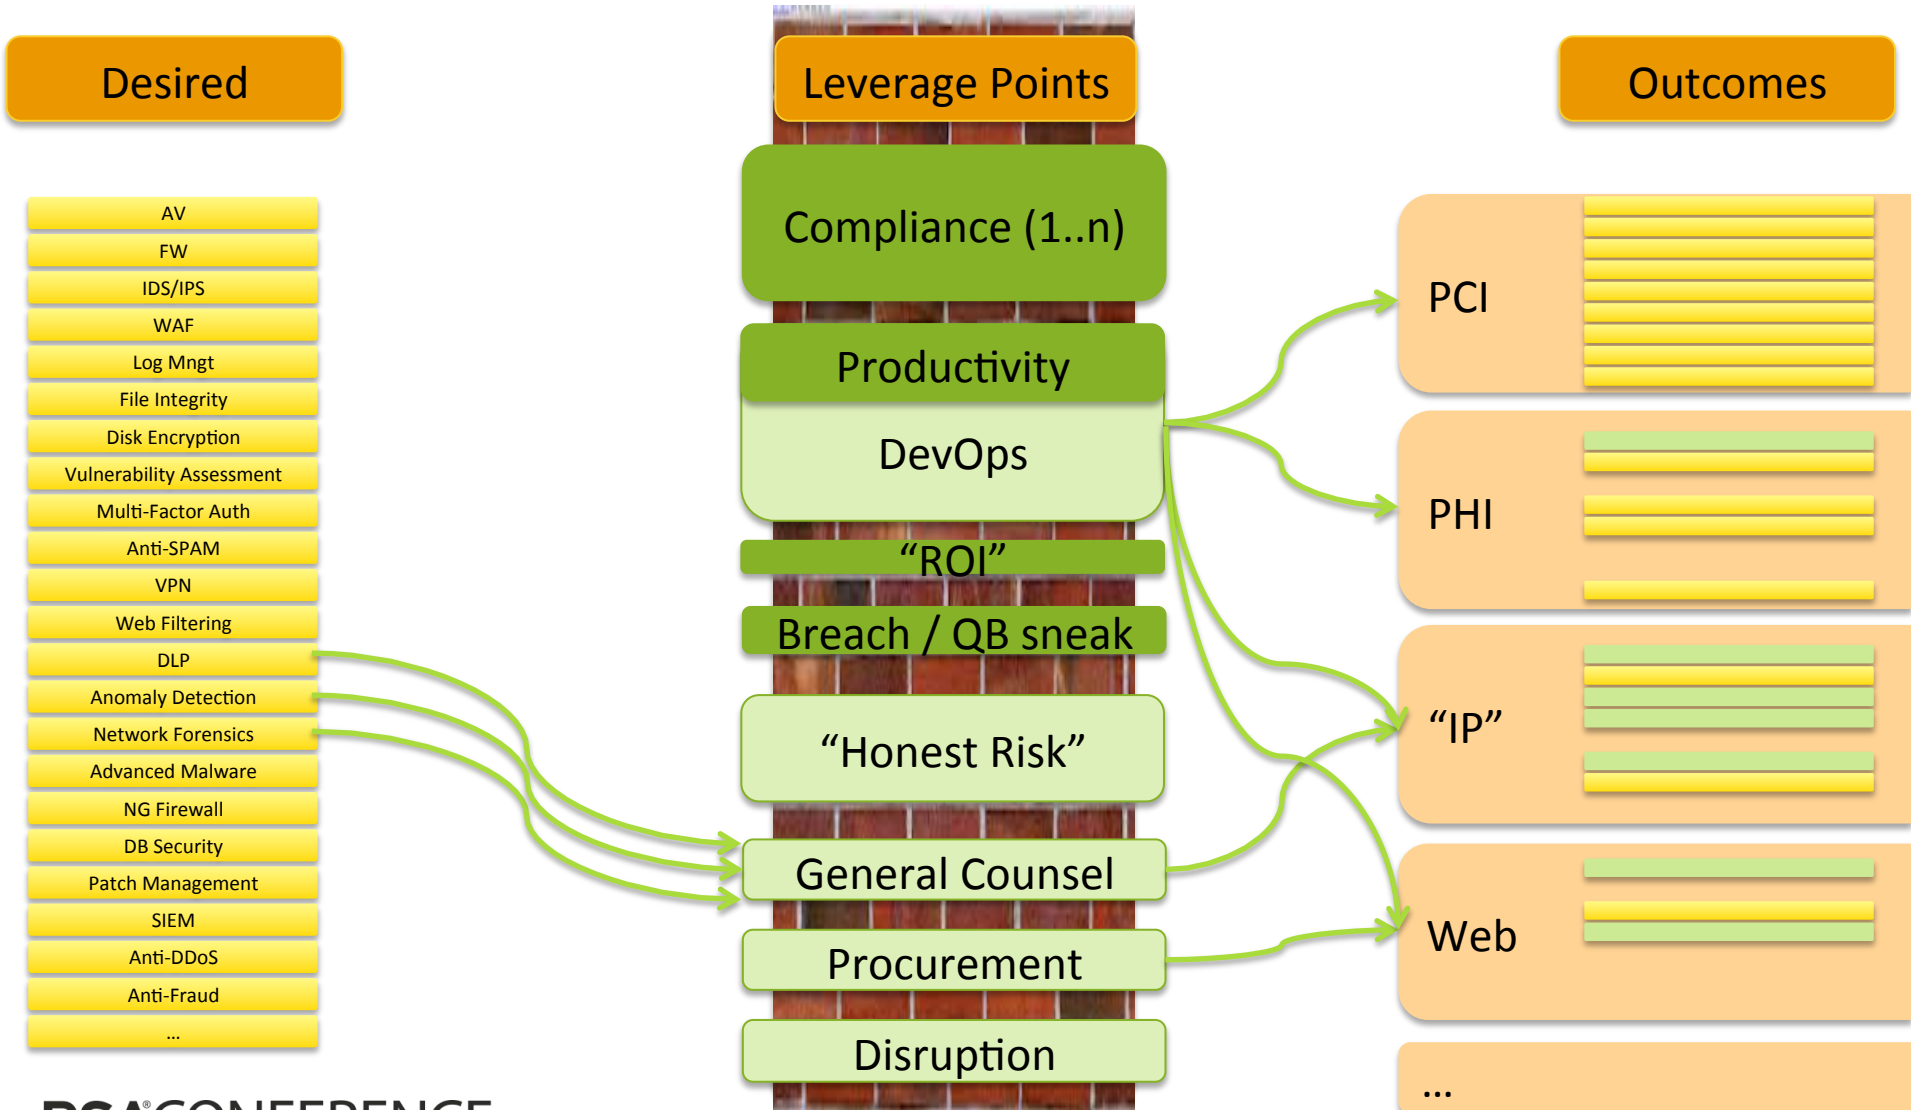 Desired
Leverage Points
Outcomes
AV
FW
IDS/IPS
WAF
Log Mngt
File Integrity
Disk Encryption
Vulnerability Assessment
Multi-Factor Auth
Anti-SPAM
VPN
Web Filtering
DLP
Anomaly Detection
Network Forensics
Advanced Malware
NG Firewall
DB Security
Patch Management
SIEM
Anti-DDoS
Anti-Fraud
...
Compliance (1..n)
Productivity
DevOps
“ROI”
Breach / QB sneak
“Honest Risk”
General Counsel
Procurement
Disruption
PCI
PHI
“IP”
Web
...
RSA®CONFERENCE